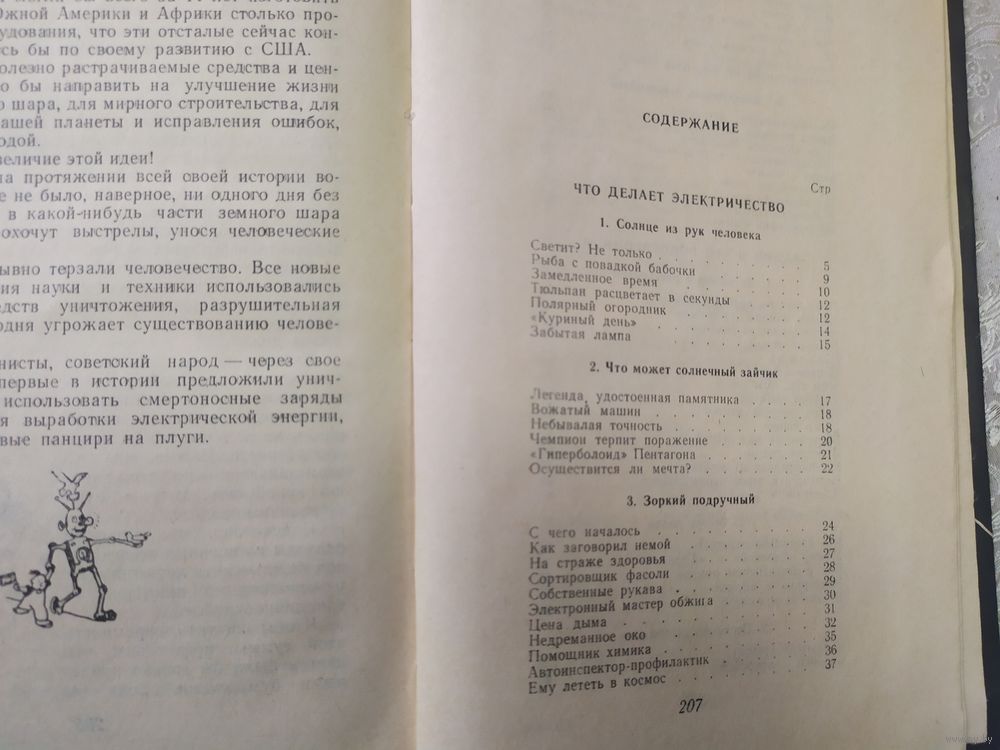 Южной Америки и Африки столько про-
удования, что эти отсталые сейчас кон-
сь бы по своему развитию с США.
олезно растрачиваемые средства и цен-
о бы направить на улучшение жизни
о шара, для мирного строительства, для
ашей планеты и исправления ошибок,
одой.
величие этой идеи!
на протяжении всей своей истории во-
е не было, наверное, ни одного дня без
в какой-нибудь части земного шара
охочут выстрелы, унося человеческие
ывно терзали человечество. Все новые
ия науки и техники использовались
едств уничтожения, разрушительная
одня угрожает существованию челове-
нисты, советский народ — через свое
первые в истории предложили унич-
использовать смертоносные заряды
я выработки электрической энергии,
вые панцири на плуги.
СОДЕРЖАНИЕ
Стр
ЧТО ДЕЛАЕТ ЭЛЕКТРИЧЕСТВО
1. Солнце из рук человека
Светит? Не только . . . . . . . . 5
Рыба с повадкой бабочки . . . . . . 9
Замедленное время . . . . . . . . 10
Тюльпан расцветает в секунды . . . . 12
Полярный огородник . . . . . . . 12
«Куриный день» . . . . . . . . 14
Забытая лампа . . . . . . . . 15
2. Что может солнечный зайчик
Легенда, удостоенная памятника . . . . 17
Вожатый машин . . . . . . . . 18
Небывалая точность . . . . . . . 18
Чемпион терпит поражение . . . . . 20
«Гиперболоид» Пентагона . . . . . . 21
Осуществится ли мечта? . . . . . . 22
3. Зоркий подручный
С чего началось . . . . . . . . 24
Как заговорил немой . . . . . . . 26
На страже здоровья . . . . . . . 27
Сортировщик фасоли . . . . . . . 28
Собственные рукава . . . . . . . 29
Электронный мастер обжига . . . . . 30
Цена дыма . . . . . . . . . 31
Недреманное око . . . . . . . . 32
Помощник химика . . . . . . . . 35
Автоинспектор-профилактик . . . . . 36
Ему лететь в космос . . . . . . . 37
207